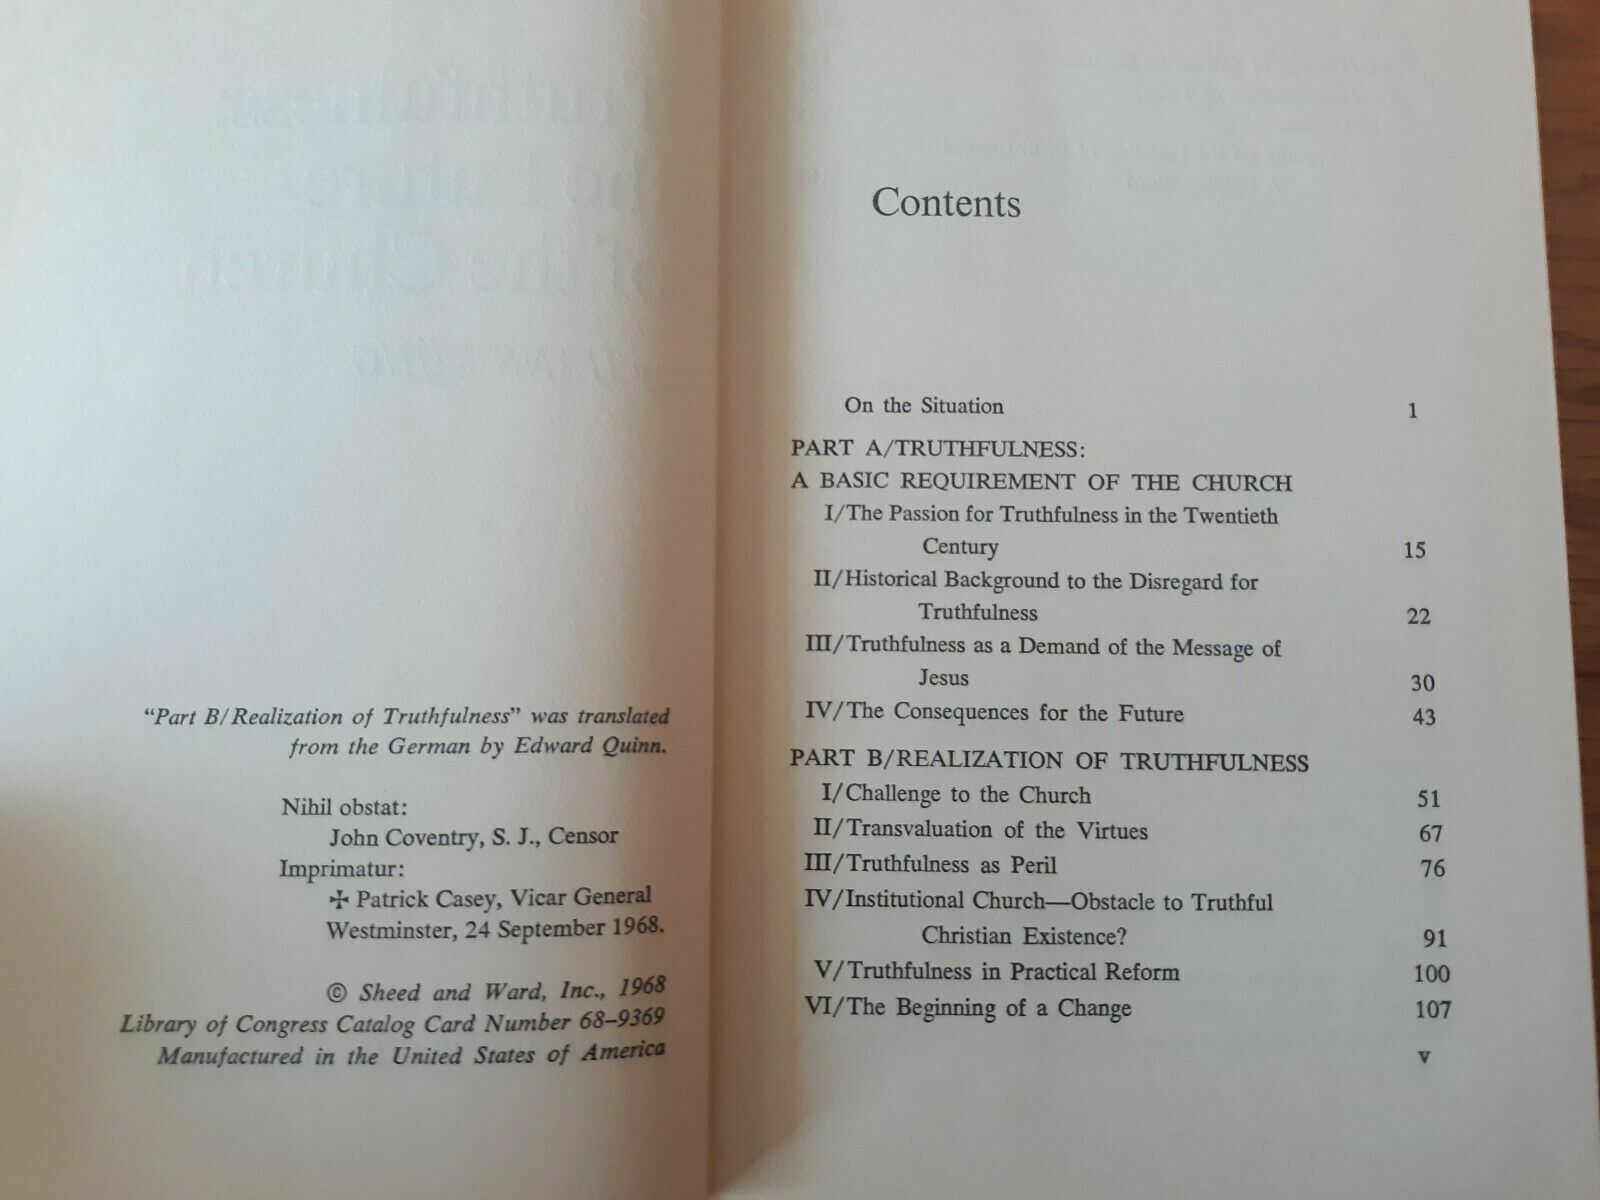 "Part B/Realization of Truthfulness" was translated
from the German by Edward Quinn.
Nihil obstat:
John Coventry, S. J., Censor
Imprimatur:
✠ Patrick Casey, Vicar General
Westminster, 24 September 1968.
© Sheed and Ward, Inc., 1968
Library of Congress Catalog Card Number 68–9369
Manufactured in the United States of America
Contents
On the Situation 1
PART A/TRUTHFULNESS:
A BASIC REQUIREMENT OF THE CHURCH
I/The Passion for Truthfulness in the Twentieth
Century 15
II/Historical Background to the Disregard for
Truthfulness 22
III/Truthfulness as a Demand of the Message of
Jesus 30
IV/The Consequences for the Future 43
PART B/REALIZATION OF TRUTHFULNESS
I/Challenge to the Church 51
II/Transvaluation of the Virtues 67
III/Truthfulness as Peril 76
IV/Institutional Church—Obstacle to Truthful
Christian Existence? 91
V/Truthfulness in Practical Reform 100
VI/The Beginning of a Change 107
v